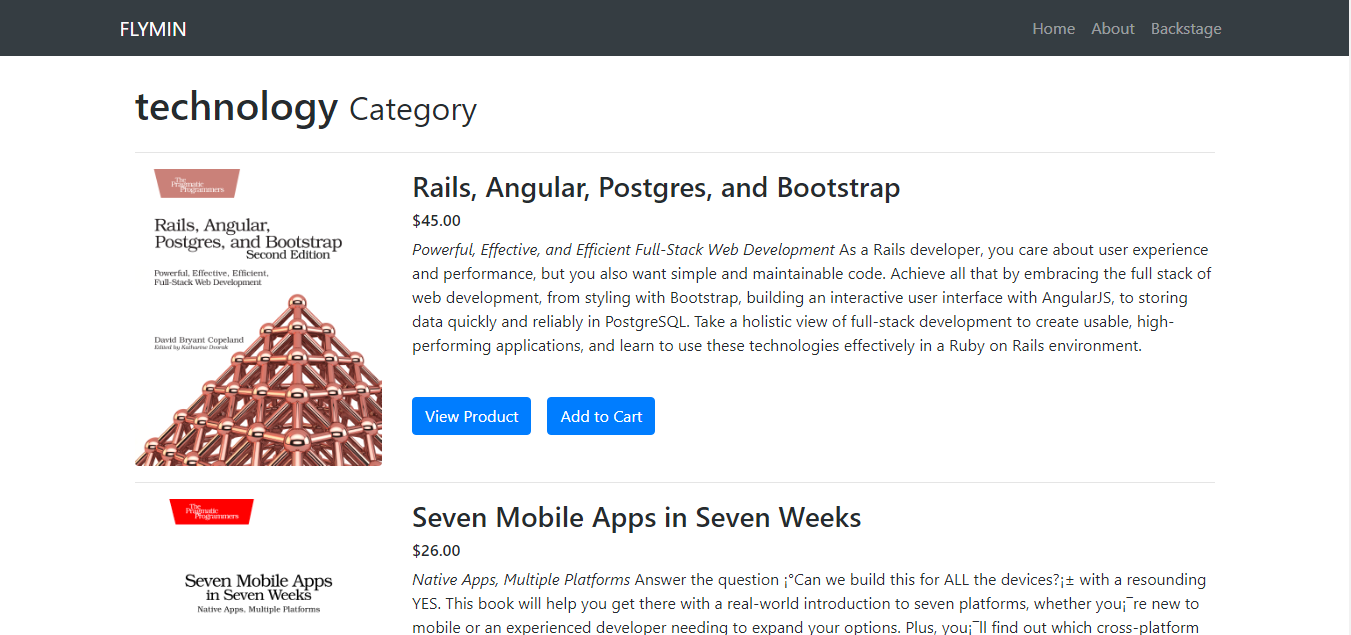 FLYMIN
Home About Backstage
technology Category
The
Pragmatic
Programmers
Rails, Angular,
Postgres, and Bootstrap
Second Edition
Powerful, Effective, Efficient,
Full-Stack Web Development
David Bryant Copeland
Edited by Katharine Dvorak
Rails, Angular, Postgres, and Bootstrap
$45.00
Powerful, Effective, and Efficient Full-Stack Web Development As a Rails developer, you care about user experience
and performance, but you also want simple and maintainable code. Achieve all that by embracing the full stack of
web development, from styling with Bootstrap, building an interactive user interface with AngularJS, to storing
data quickly and reliably in PostgreSQL. Take a holistic view of full-stack development to create usable, high-
performing applications, and learn to use these technologies effectively in a Ruby on Rails environment.
View Product Add to Cart
The
Pragmatic
Programmers
Seven Mobile Apps
in Seven Weeks
Native Apps, Multiple Platforms
Seven Mobile Apps in Seven Weeks
$26.00
Native Apps, Multiple Platforms Answer the question ¡°Can we build this for ALL the devices?¡± with a resounding
YES. This book will help you get there with a real-world introduction to seven platforms, whether you¡¯re new to
mobile or an experienced developer needing to expand your options. Plus, you¡¯ll find out which cross-platform